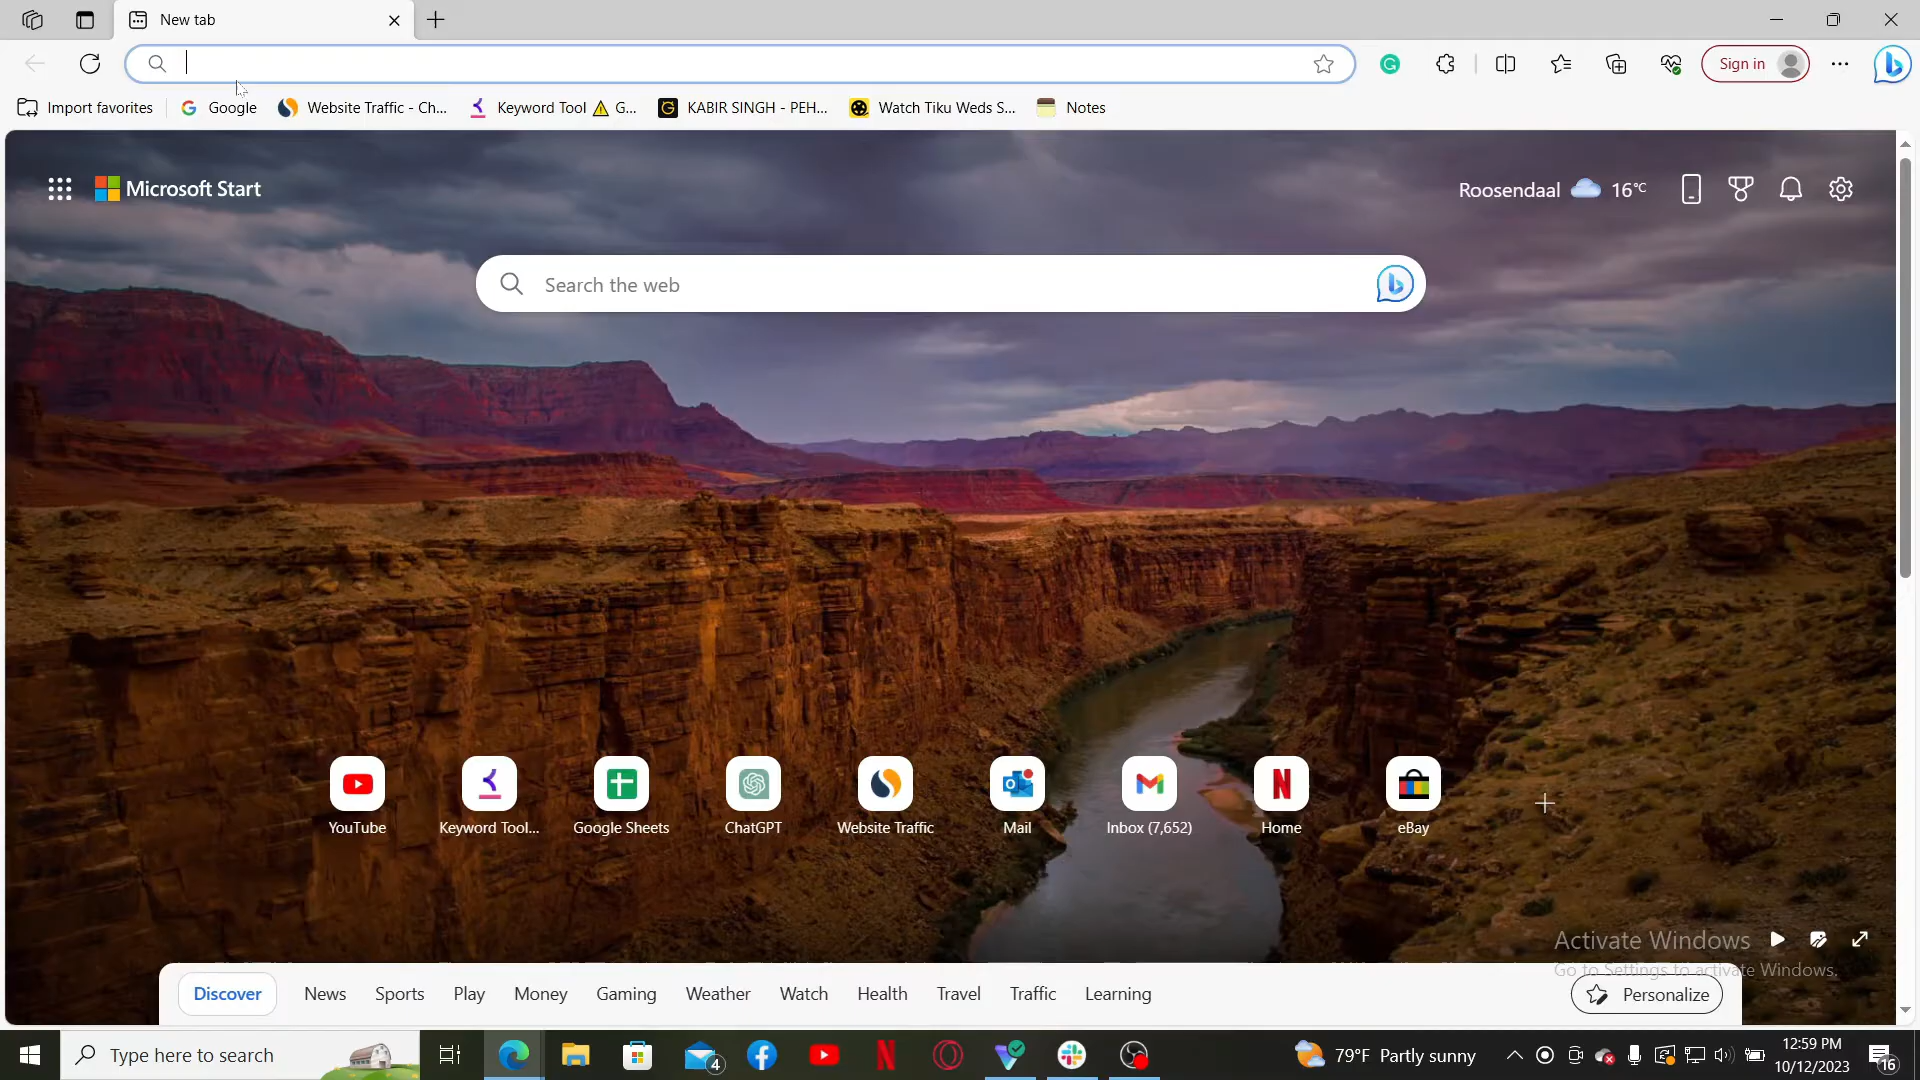 New tab
Sign in
Import favorites
Google
Website Traffic - Ch...
Keyword Tool ⚠ G...
KABIR SINGH - PEH...
Watch Tiku Weds S...
Notes
Microsoft Start
Roosendaal 16°C
Search the web
YouTube
Keyword Tool...
Google Sheets
ChatGPT
Website Traffic
Mail
Inbox (7,652)
Home
eBay
Activate Windows
Go to Settings to activate Windows.
Discover
News
Sports
Play
Money
Gaming
Weather
Watch
Health
Travel
Traffic
Learning
Personalize
Type here to search
4
79°F Partly sunny
12:59 PM
10/12/2023
16